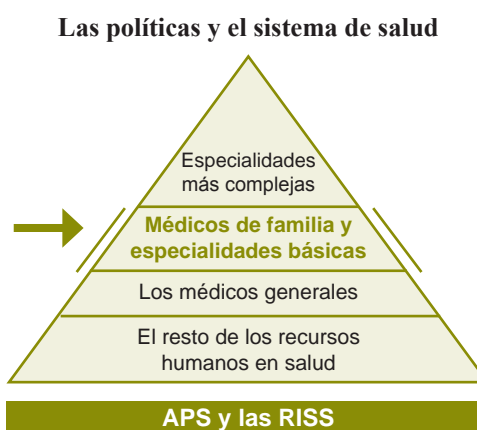 Las políticas y el sistema de salud
Especialidades
más complejas
Médicos de familia y
especialidades básicas
Los médicos generales
El resto de los recursos
humanos en salud
APS y las RISS